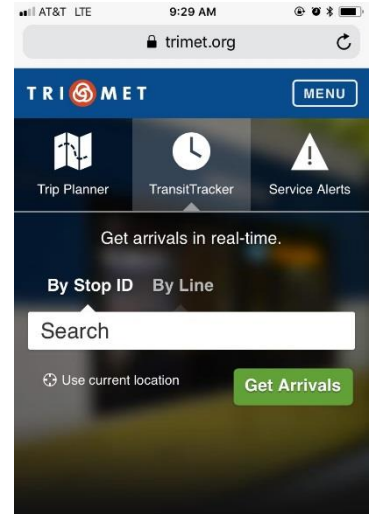 AT&T LTE 9:29 AM
trimet.org
TRIMET MENU
Trip Planner TransitTracker Service Alerts
Get arrivals in real-time.
By Stop ID By Line
Search
Use current location Get Arrivals